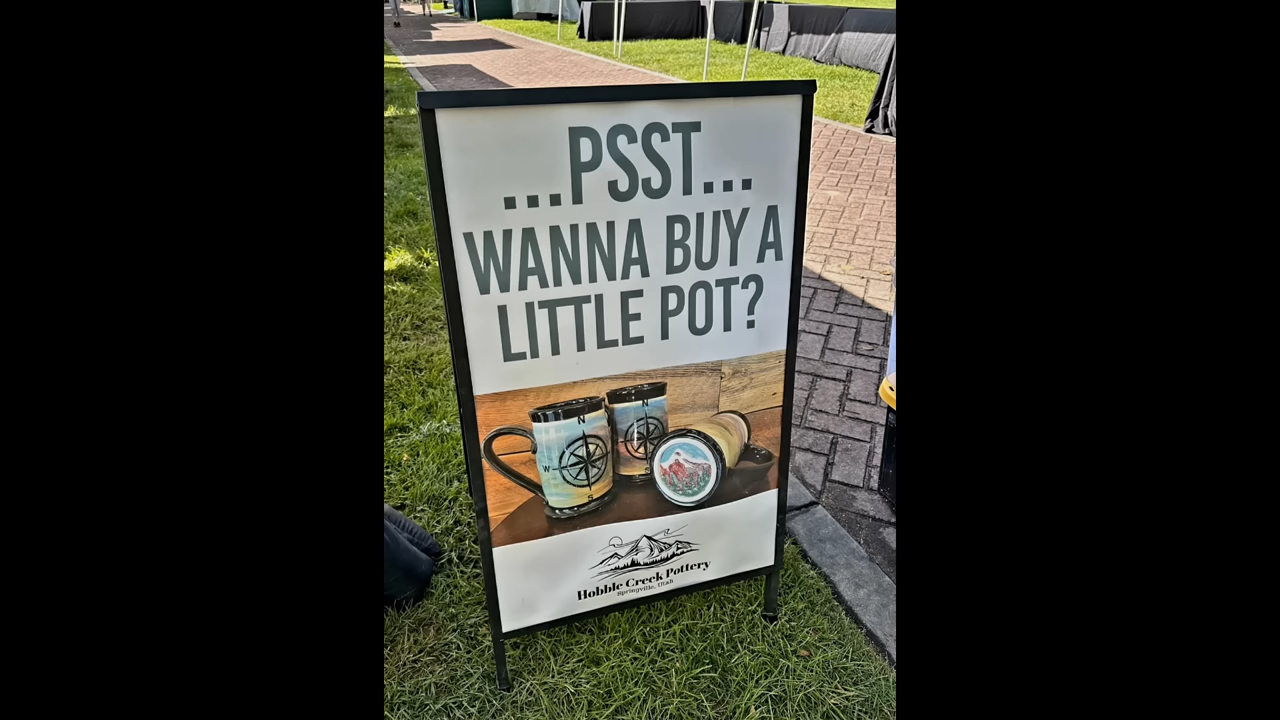 ...PSST...
WANNA BUY A
LITTLE POT?
N
W
S
N
S
Hobble Creek Pottery
Springville, Utah